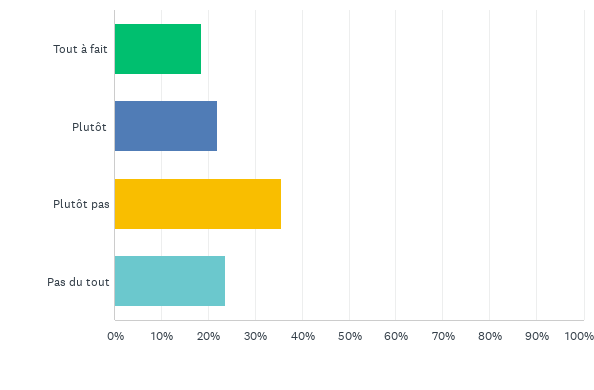 Tout à fait
Plutôt
Plutôt pas
Pas du tout
0% 10% 20% 30% 40% 50% 60% 70% 80% 90% 100%